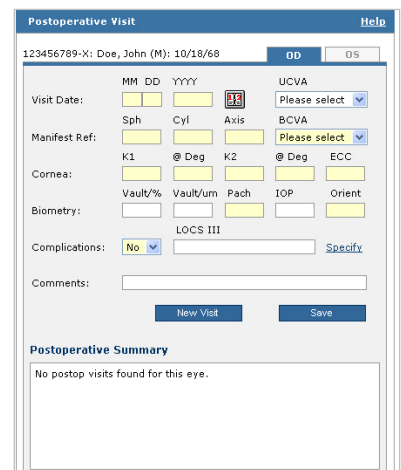 Postoperative Visit Help
123456789-X: Doe, John (M): 10/18/68 OD OS
MM DD YYYY UCVA
Visit Date: Please select
Sph Cyl Axis BCVA
Manifest Ref: Please select
K1 @ Deg K2 @ Deg ECC
Cornea:
Vault/% Vault/um Pach IOP Orient
Biometry:
LOCS III
Complications: No Specify
Comments:
New Visit Save
Postoperative Summary
No postop visits found for this eye.